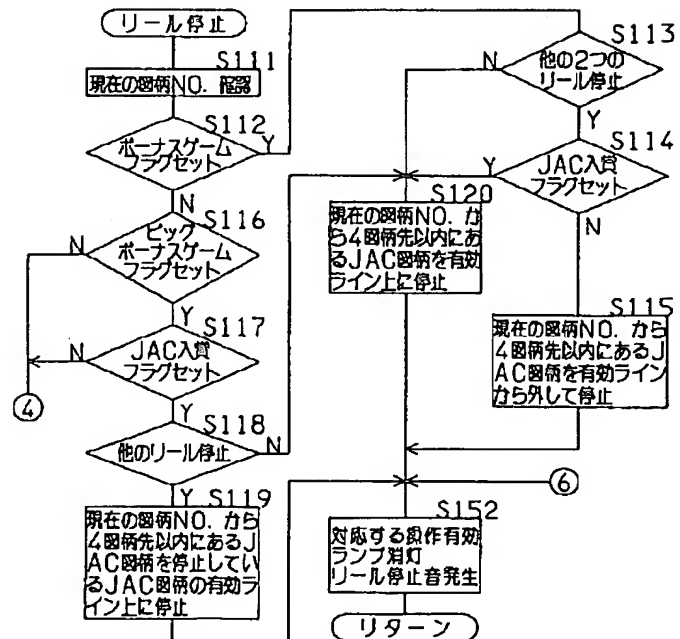 リール停止
S111
現在の図柄NO. 確認
S112
ボーナスゲーム
フラグセット
Y
N
S116
ビッグ
ボーナスゲーム
フラグセット
N
Y
S117
JAC入賞
フラグセット
N
Y
④
S118
他のリール停止
N
Y
S119
現在の図柄NO. から
4図柄先以内にあるJ
AC図柄を停止してい
るJAC図柄の有効ラ
イン上に停止
S113
他の2つの
リール停止
N
Y
S114
JAC入賞
フラグセット
Y
N
S120
現在の図柄NO. か
ら4図柄先以内にあ
るJAC図柄を有効
ライン上に停止
S115
現在の図柄NO. から
4図柄先以内にあるJ
AC図柄を有効ライン
から外して停止
⑥
S152
対応する操作有効
ランプ消灯
リール停止音発生
リターン